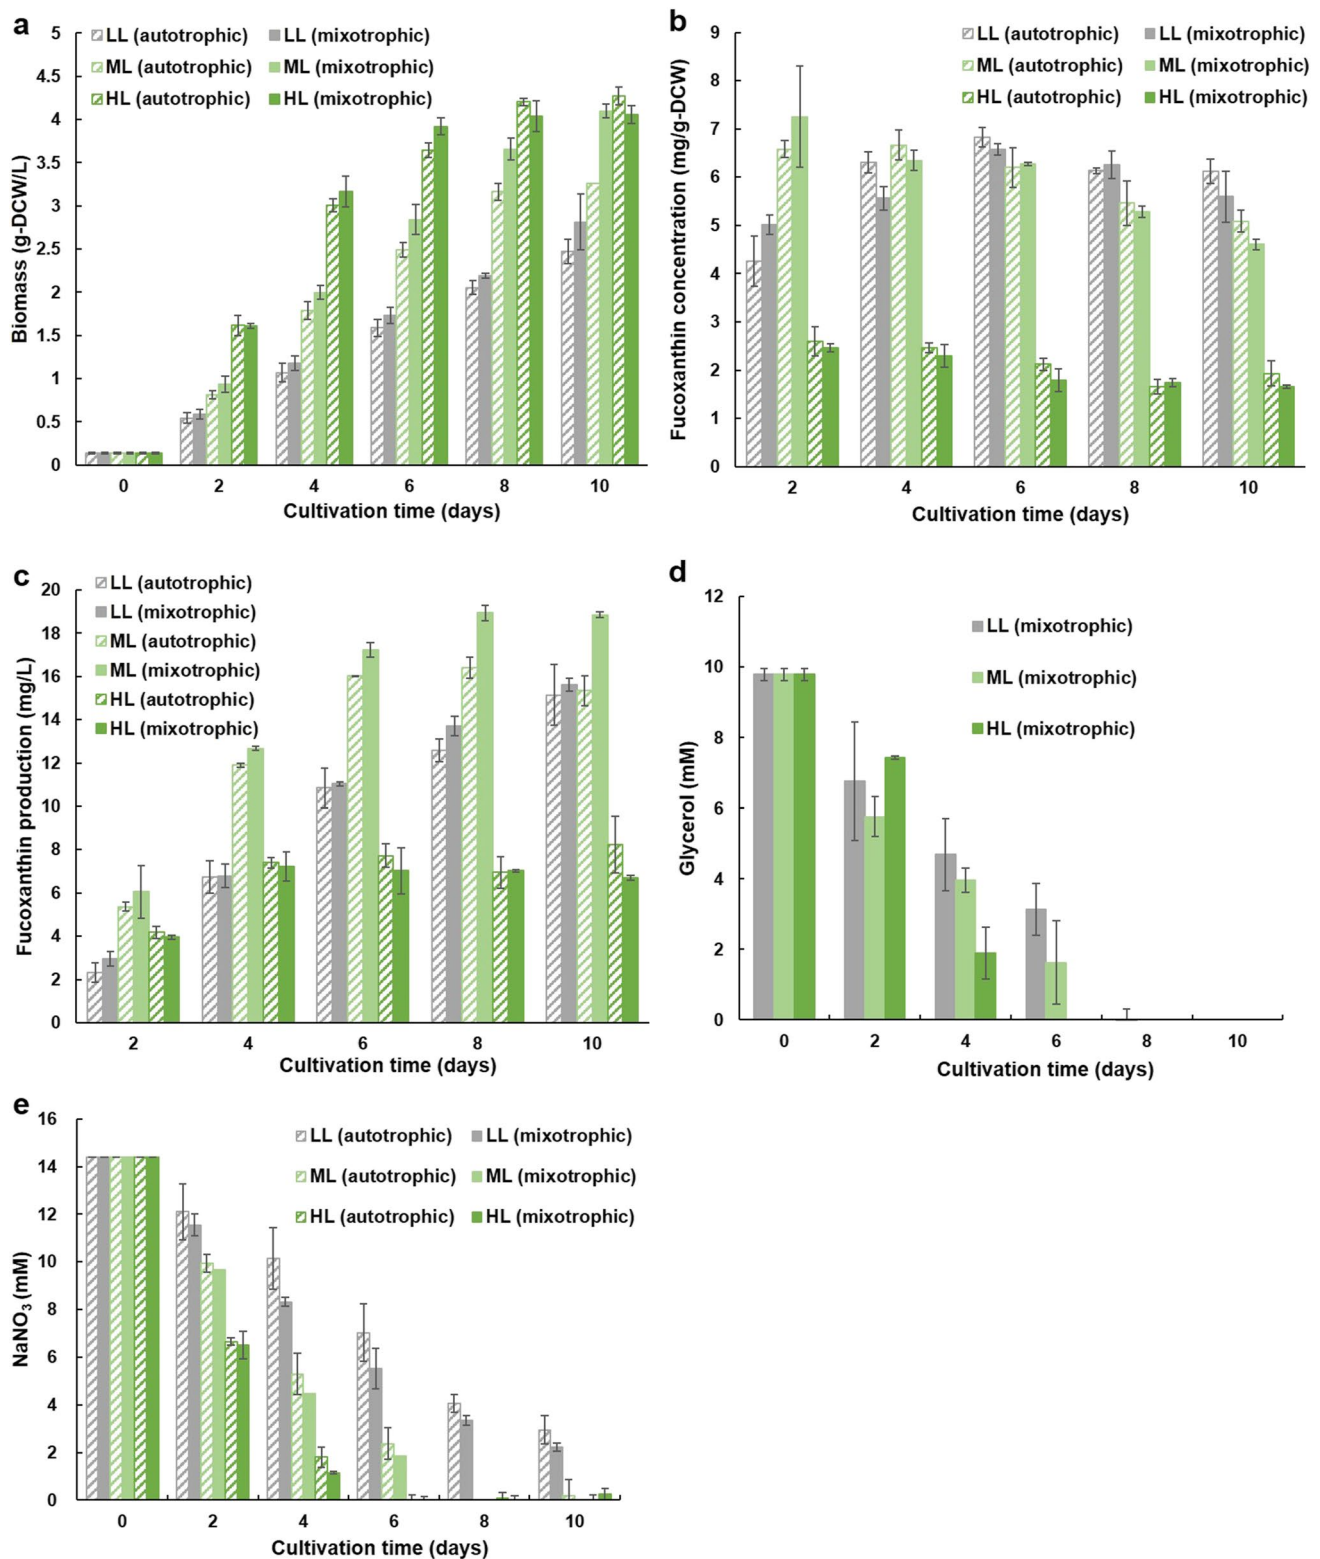 a
LL (autotrophic) LL (mixotrophic)
ML (autotrophic) ML (mixotrophic)
HL (autotrophic) HL (mixotrophic)
5
4.5
4
3.5
3
2.5
2
1.5
1
0.5
0
Biomass (g-DCW/L)
0 2 4 6 8 10
Cultivation time (days)
b
LL (autotrophic) LL (mixotrophic)
ML (autotrophic) ML (mixotrophic)
HL (autotrophic) HL (mixotrophic)
9
8
7
6
5
4
3
2
1
0
Fucoxanthin concentration (mg/g-DCW)
2 4 6 8 10
Cultivation time (days)
c
LL (autotrophic)
LL (mixotrophic)
ML (autotrophic)
ML (mixotrophic)
HL (autotrophic)
HL (mixotrophic)
20
18
16
14
12
10
8
6
4
2
0
Fucoxanthin production (mg/L)
2 4 6 8 10
Cultivation time (days)
d
LL (mixotrophic)
ML (mixotrophic)
HL (mixotrophic)
12
10
8
6
4
2
0
Glycerol (mM)
0 2 4 6 8 10
Cultivation time (days)
e
LL (autotrophic) LL (mixotrophic)
ML (autotrophic) ML (mixotrophic)
HL (autotrophic) HL (mixotrophic)
16
14
12
10
8
6
4
2
0
NaNO₃ (mM)
0 2 4 6 8 10
Cultivation time (days)